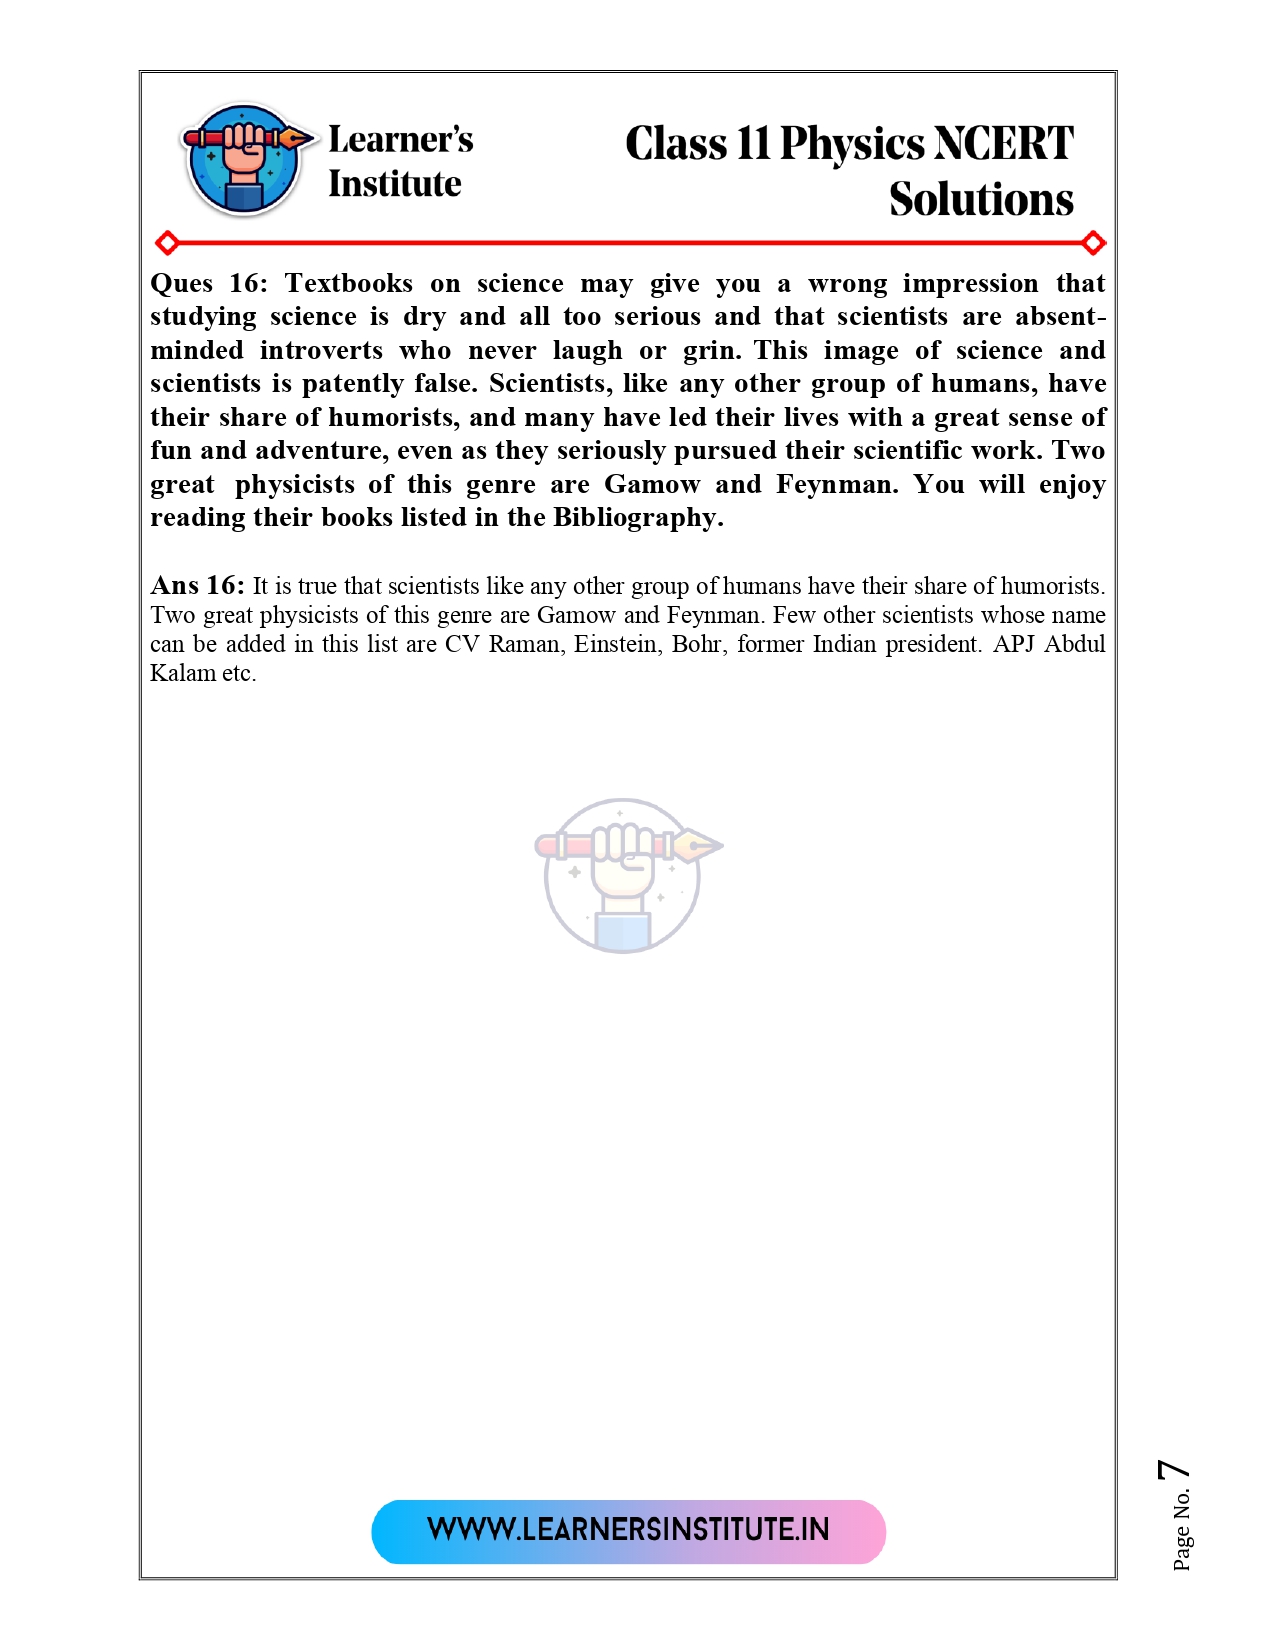 Learner's
Institute
Class 11 Physics NCERT
Solutions
Ques 16: Textbooks on science may give you a wrong impression that
studying science is dry and all too serious and that scientists are absent-
minded introverts who never laugh or grin. This image of science and
scientists is patently false. Scientists, like any other group of humans, have
their share of humorists, and many have led their lives with a great sense of
fun and adventure, even as they seriously pursued their scientific work. Two
great physicists of this genre are Gamow and Feynman. You will enjoy
reading their books listed in the Bibliography.
Ans 16: It is true that scientists like any other group of humans have their share of humorists.
Two great physicists of this genre are Gamow and Feynman. Few other scientists whose name
can be added in this list are CV Raman, Einstein, Bohr, former Indian president. APJ Abdul
Kalam etc.
WWW.LEARNERSINSTITUTE.IN
Page No. 7